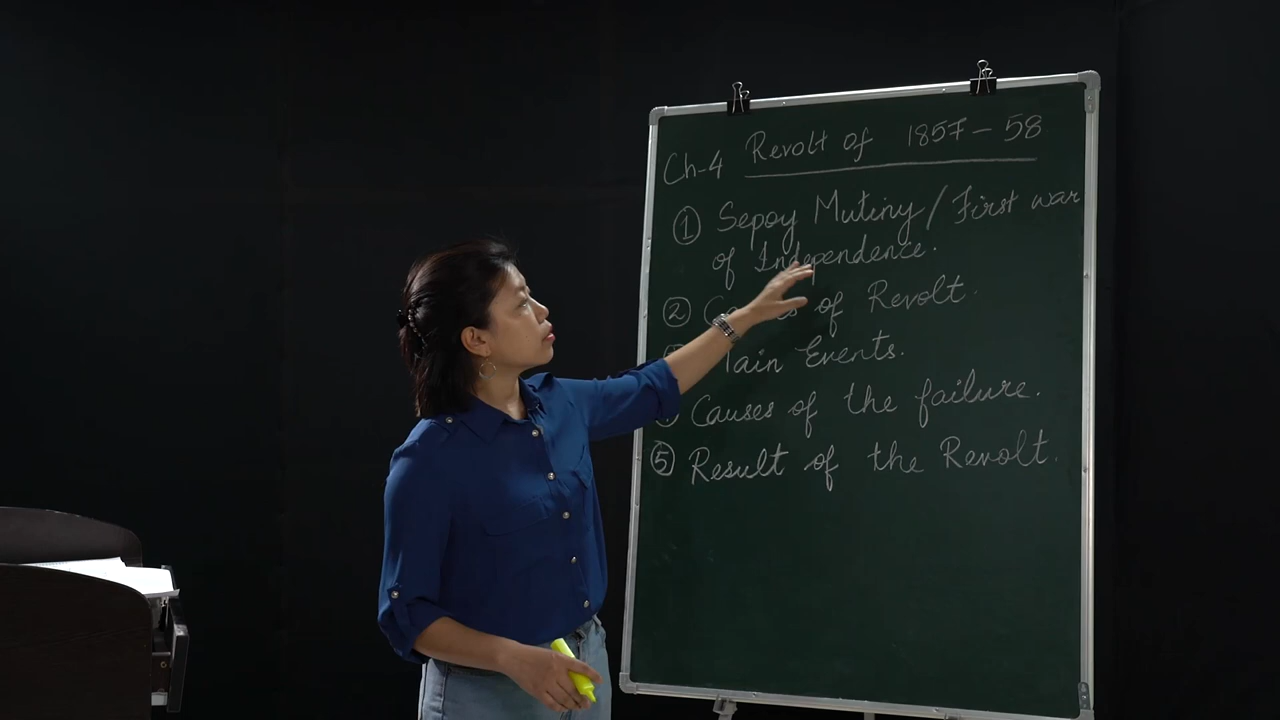 Ch-4 Revolt of 1857-58
① Sepoy Mutiny / First war
of Independence.
② of Revolt.
Events.
Causes of the failure.
⑤ Result of the Revolt.